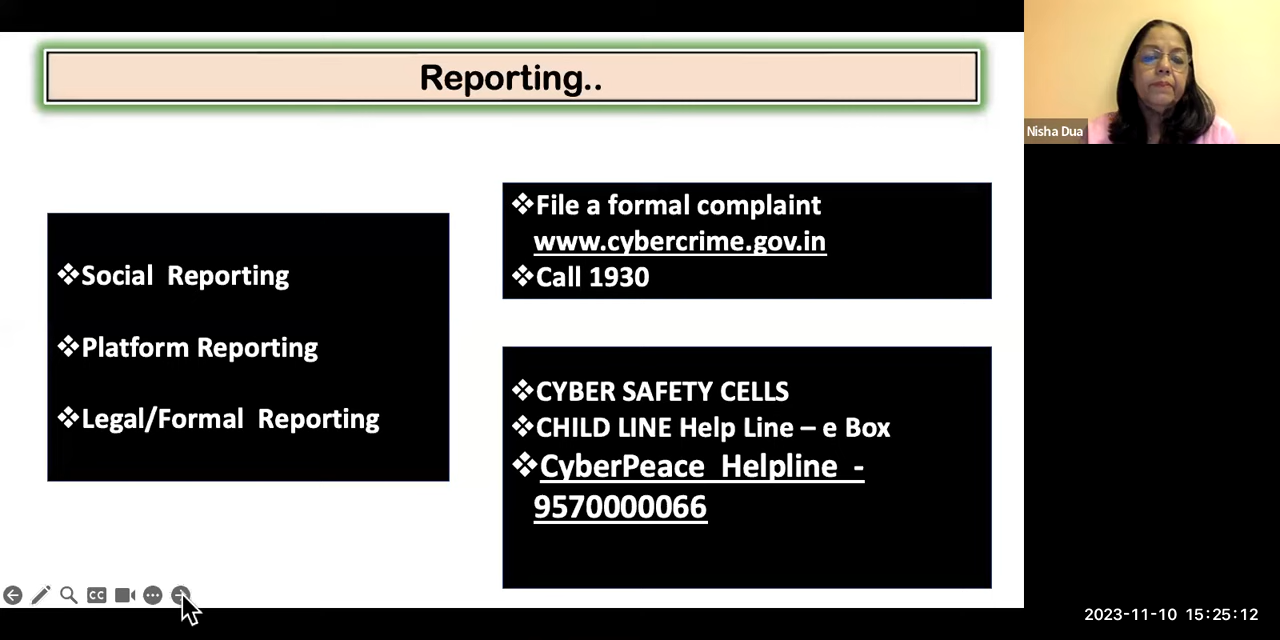 Reporting..
Nisha Dua
❖Social Reporting
❖Platform Reporting
❖Legal/Formal Reporting
❖File a formal complaint
www.cybercrime.gov.in
❖Call 1930
❖CYBER SAFETY CELLS
❖CHILD LINE Help Line – e Box
❖CyberPeace Helpline -
9570000066
CC
2023-11-10 15:25:12